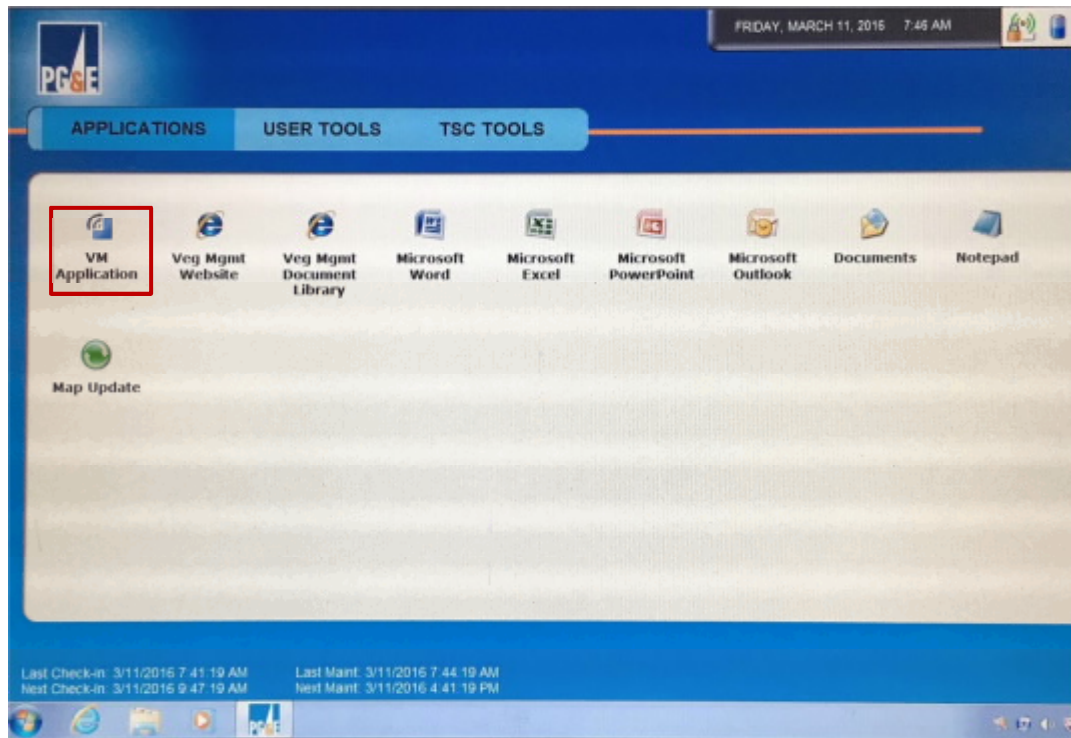 FRIDAY, MARCH 11, 2016 7:46 AM
PG&E
APPLICATIONS USER TOOLS TSC TOOLS
VM Application
Veg Mgmt Website
Veg Mgmt Document Library
Microsoft Word
Microsoft Excel
Microsoft PowerPoint
Microsoft Outlook
Documents
Notepad
Map Update
Last Check-in: 3/11/2016 7:41:19 AM Last Maint: 3/11/2016 7:44:19 AM
Next Check-in: 3/11/2016 9:47:19 AM Next Maint: 3/11/2016 4:41:19 PM
PG&E